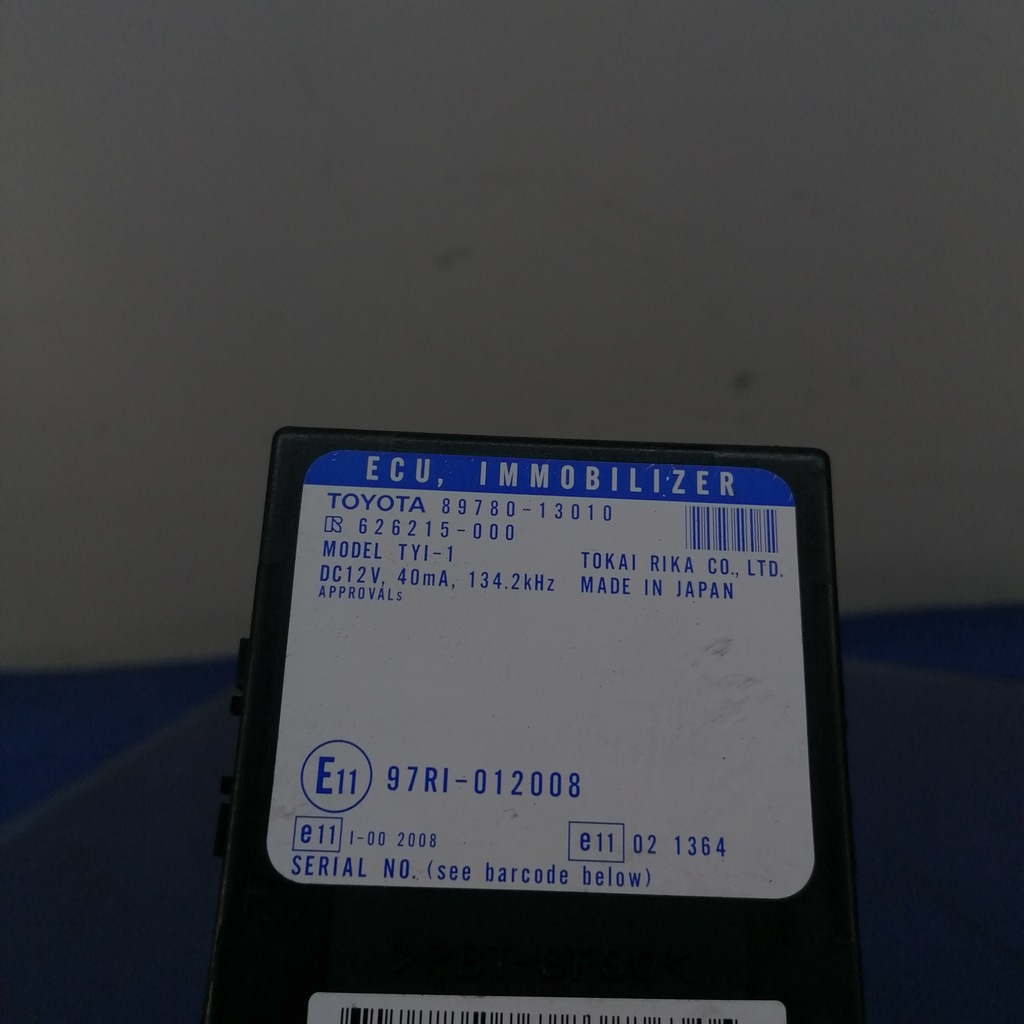 ECU, IMMOBILIZER
TOYOTA 89780-13010
R 626215-000
MODEL TYI-1
TOKAI RIKA CO., LTD.
DC12V, 40mA, 134.2kHz
MADE IN JAPAN
APPROVALs
E11 97RI-012008
e11 I-00 2008
e11 02 1364
SERIAL NO. (see barcode below)